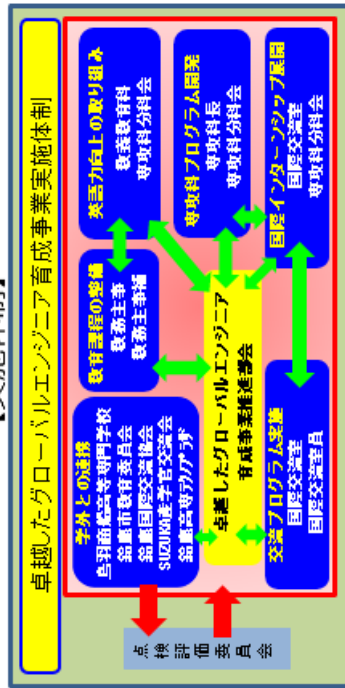 【実施体制】
卓越したグローバルエンジニア育成事業実施体制
学外との連携
鳥羽商船高等専門学校
鈴鹿市教育委員会
鈴鹿国際交流協会
SUZUKA産学官交流会
鈴鹿高専テクノプラザ
教育課程の整備
教務主事
教務主事補
英語力向上の取り組み
教養教育科
専攻科分科会
専攻科プログラム開発
専攻科長
専攻科分科会
卓越したグローバルエンジニア
育成事業推進部会
交流プログラム実施
国際交流室
国際交流室員
国際インターンシップ展開
国際交流室
専攻科分科会
点検評価委員会